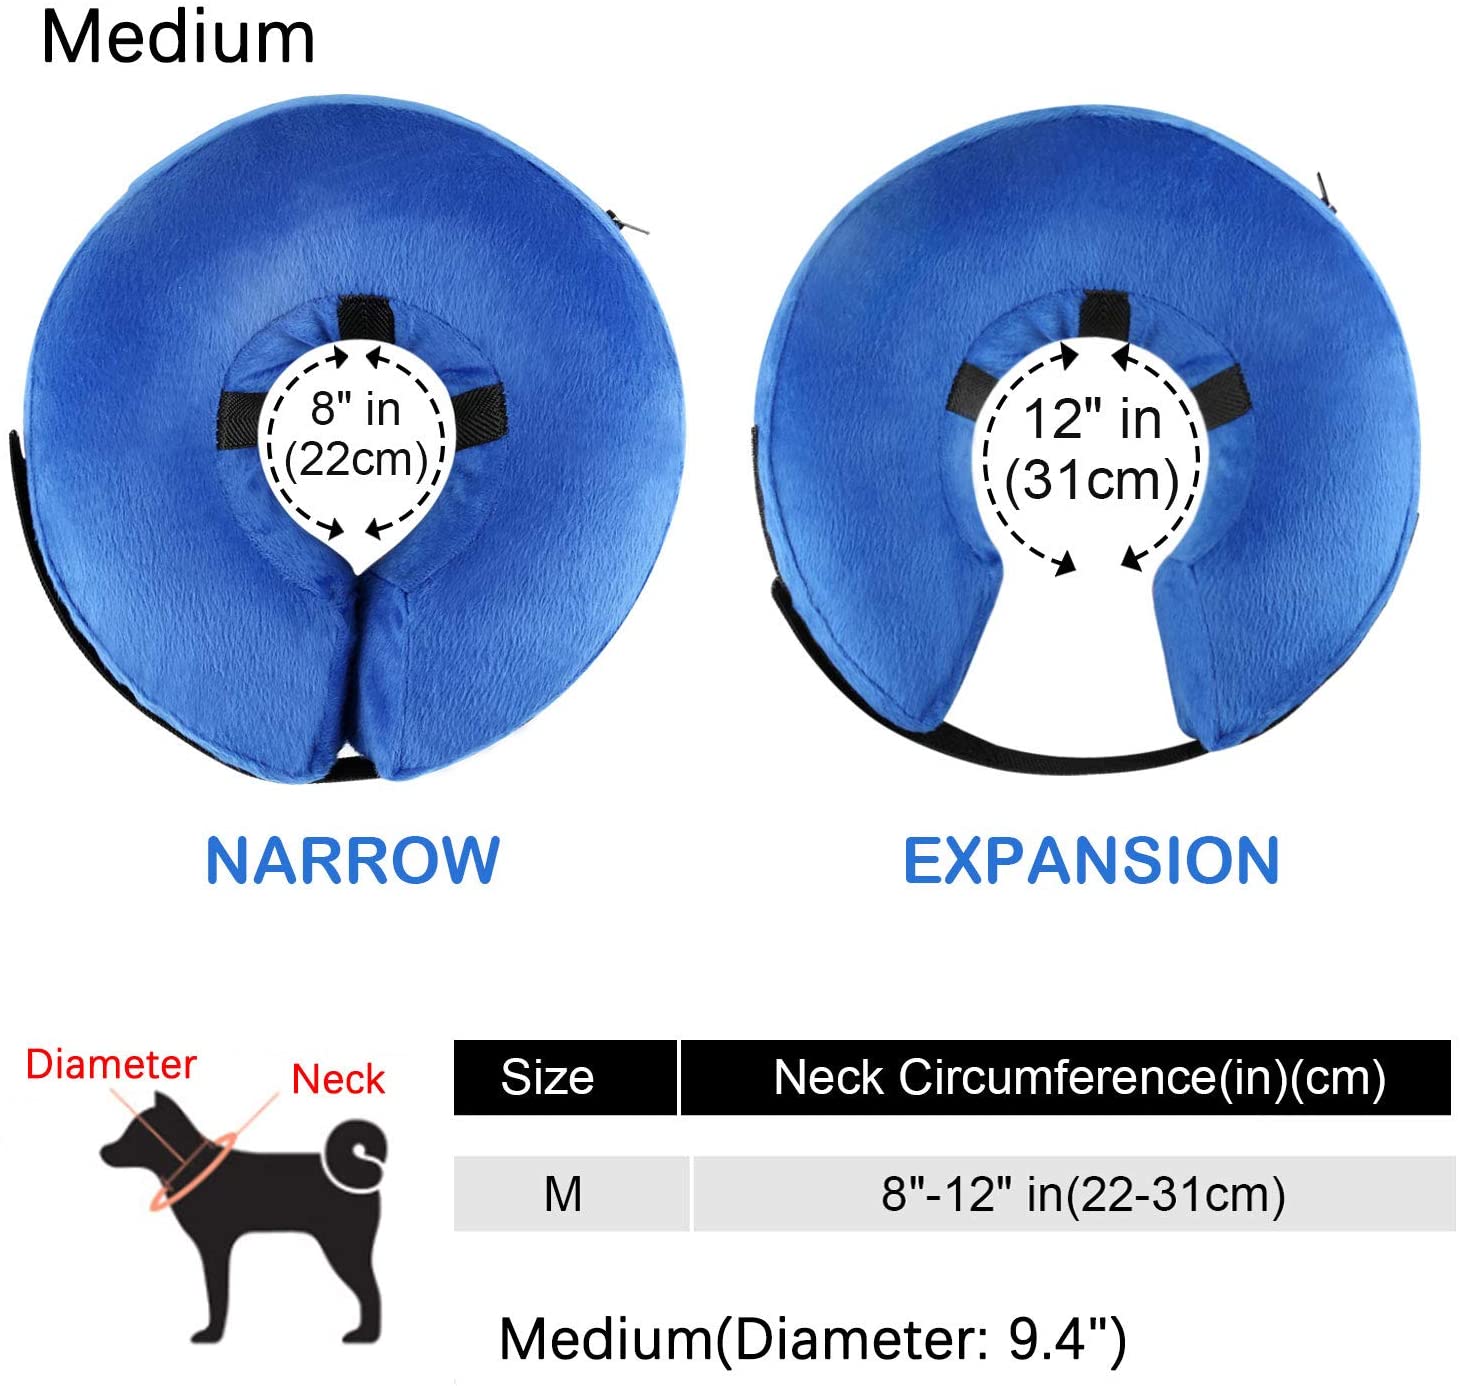 Medium
8" in
(22cm)
12" in
(31cm)
NARROW
EXPANSION
Diameter
Neck
Size
Neck Circumference(in)(cm)
M
8"-12" in(22-31cm)
Medium(Diameter: 9.4")